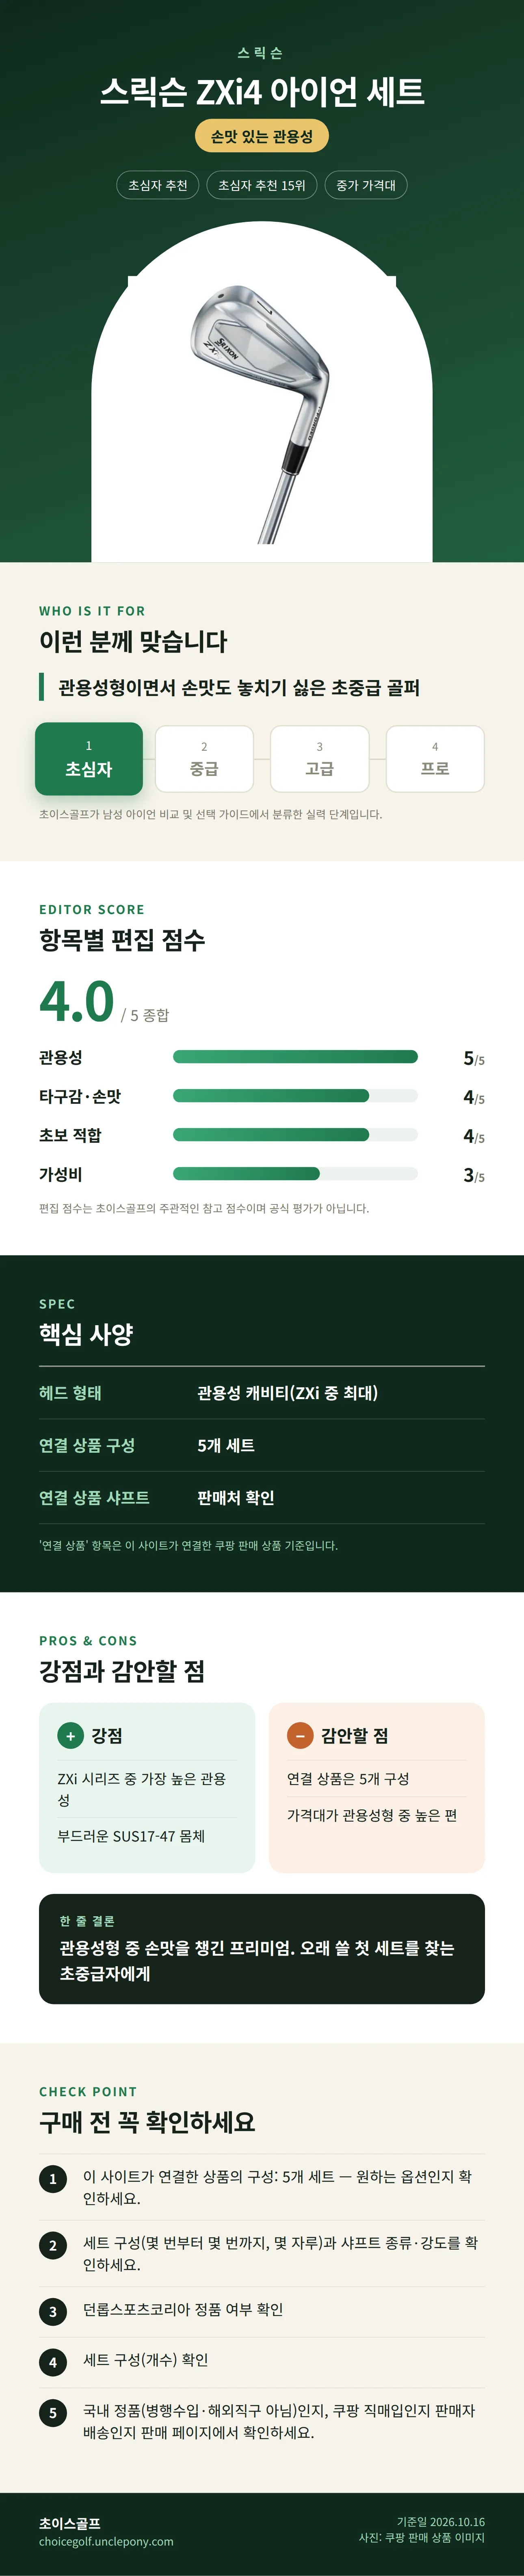 스릭슨
스릭슨 ZXi4 아이언 세트
손맛 있는 관용성
초심자 추천
초심자 추천 15위
중가 가격대
SRIXON
ZXi
WHO IS IT FOR
이런 분께 맞습니다
관용성형이면서 손맛도 놓치기 싫은 초중급 골퍼
1
초심자
2
중급
3
고급
4
프로
초이스골프가 남성 아이언 비교 및 선택 가이드에서 분류한 실력 단계입니다.
EDITOR SCORE
항목별 편집 점수
4.0 / 5 종합
관용성 5/5
타구감·손맛 4/5
초보 적합 4/5
가성비 3/5
편집 점수는 초이스골프의 주관적인 참고 점수이며 공식 평가가 아닙니다.
SPEC
핵심 사양
헤드 형태 관용성 캐비티(ZXi 중 최대)
연결 상품 구성 5개 세트
연결 상품 샤프트 판매처 확인
'연결 상품' 항목은 이 사이트가 연결한 쿠팡 판매 상품 기준입니다.
PROS & CONS
강점과 감안할 점
+ 강점
ZXi 시리즈 중 가장 높은 관용
성
부드러운 SUS17-47 몸체
− 감안할 점
연결 상품은 5개 구성
가격대가 관용성형 중 높은 편
한 줄 결론
관용성형 중 손맛을 챙긴 프리미엄. 오래 쓸 첫 세트를 찾는
초중급자에게
CHECK POINT
구매 전 꼭 확인하세요
1 이 사이트가 연결한 상품의 구성: 5개 세트 — 원하는 옵션인지 확
인하세요.
2 세트 구성(몇 번부터 몇 번까지, 몇 자루)과 샤프트 종류·강도를 확
인하세요.
3 던롭스포츠코리아 정품 여부 확인
4 세트 구성(개수) 확인
5 국내 정품(병행수입·해외직구 아님)인지, 쿠팡 직매입인지 판매자
배송인지 판매 페이지에서 확인하세요.
초이스골프
choicegolf.unclepony.com
기준일 2026.10.16
사진: 쿠팡 판매 상품 이미지